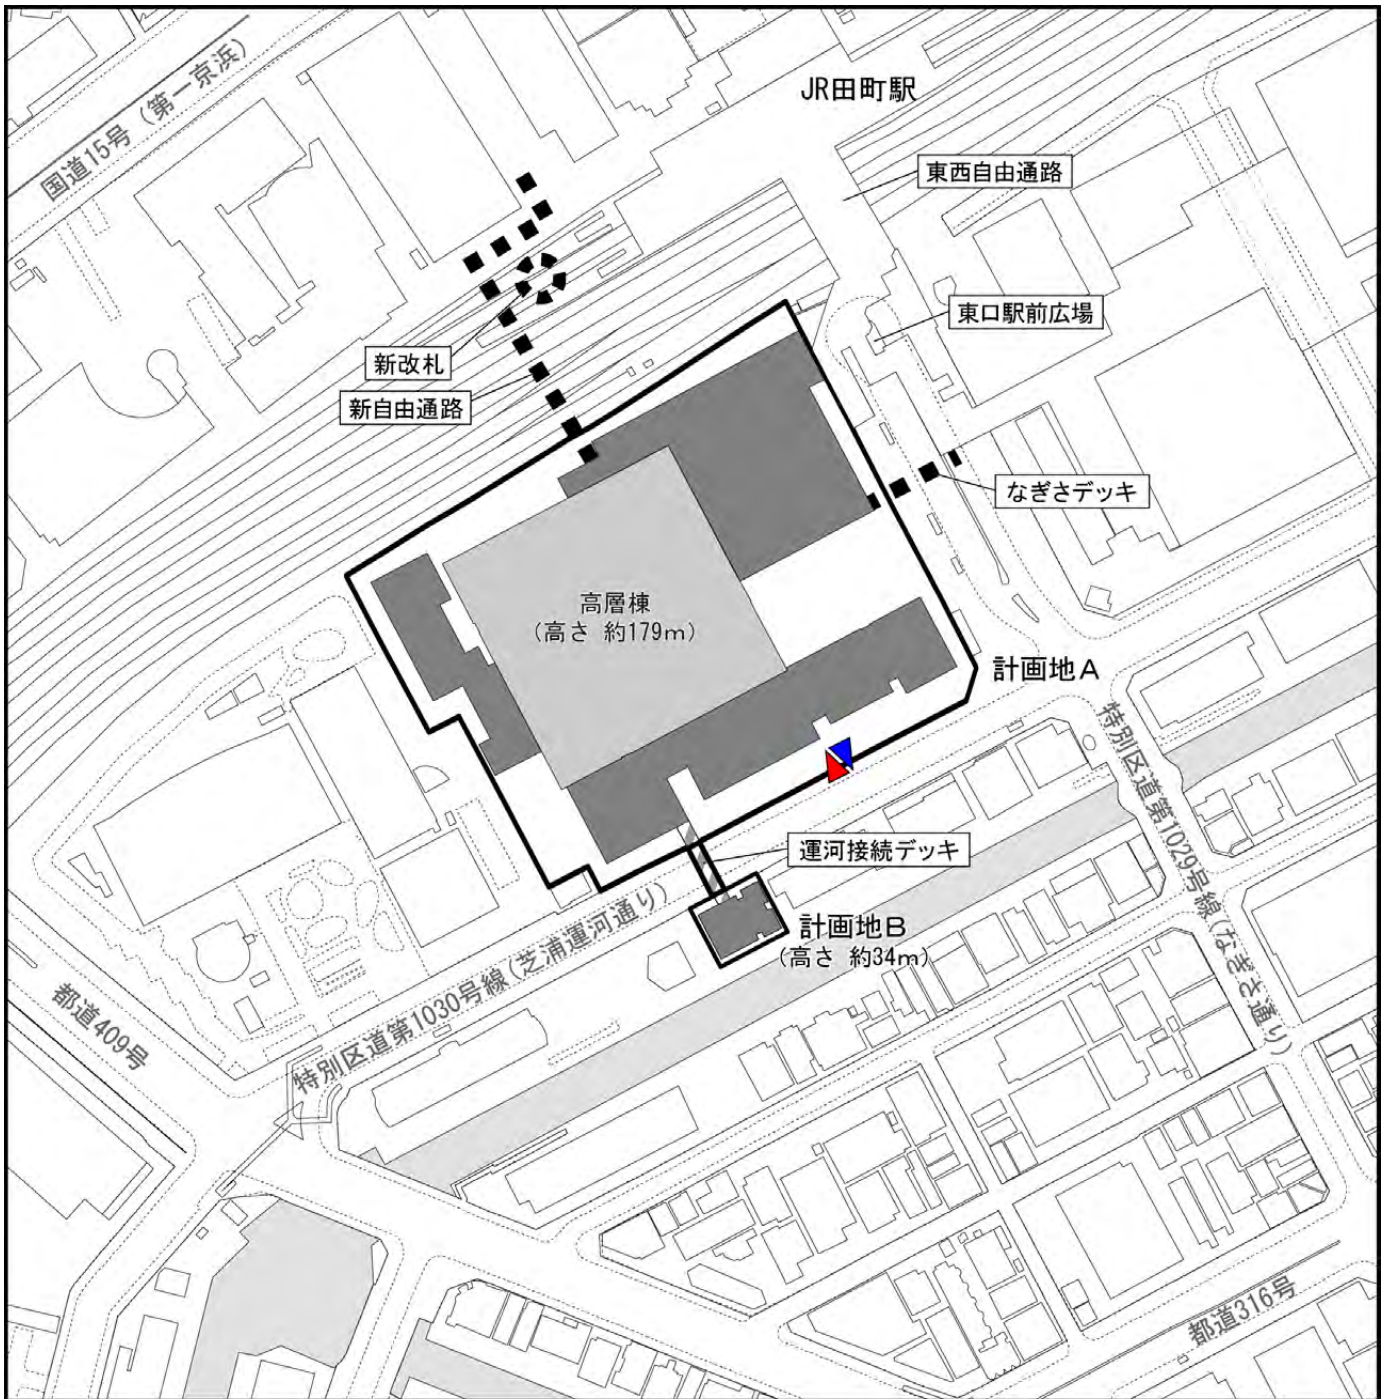 国道15号(第一京浜)
JR田町駅
東西自由通路
東口駅前広場
新改札
新自由通路
なぎさデッキ
高層棟
(高さ 約179m)
計画地A
特別区道第1029号線(なぎさ通り)
運河接続デッキ
計画地B
(高さ 約34m)
特別区道第1030号線(芝浦運河通り)
都道409号
都道316号